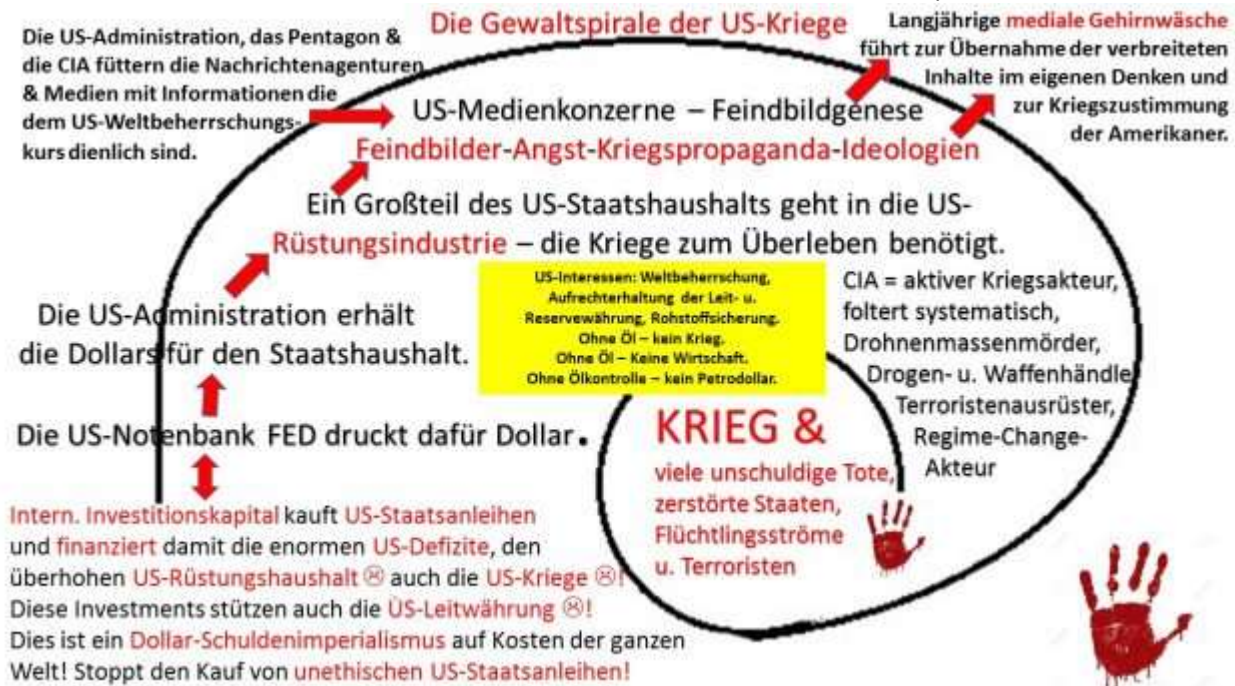 Die Gewaltspirale der US-Kriege
Die US-Administration, das Pentagon &
die CIA füttern die Nachrichtenagenturen
& Medien mit Informationen die
dem US-Weltbeherrschungs-
kurs dienlich sind.
Langjährige mediale Gehirnwäsche
führt zur Übernahme der verbreiteten
Inhalte im eigenen Denken und
zur Kriegszustimmung
der Amerikaner.
US-Medienkonzerne – Feindbildgenese
Feindbilder-Angst-Kriegspropaganda-Ideologien
Ein Großteil des US-Staatshaushalts geht in die US-
Rüstungsindustrie – die Kriege zum Überleben benötigt.
US-Interessen: Weltbeherrschung,
Aufrechterhaltung der Leit- u.
Reservewährung, Rohstoffsicherung.
Ohne Öl – kein Krieg.
Ohne Öl – Keine Wirtschaft.
Ohne Ölkontrolle – kein Petrodollar.
CIA = aktiver Kriegsakteur,
foltert systematisch,
Drohnenmassenmörder,
Drogen- u. Waffenhändle
Terroristenausrüster,
Regime-Change-
Akteur
Die US-Administration erhält
die Dollars für den Staatshaushalt.
Die US-Notenbank FED druckt dafür Dollar.
KRIEG &
viele unschuldige Tote,
zerstörte Staaten,
Flüchtlingsströme
u. Terroristen
Intern. Investitionskapital kauft US-Staatsanleihen
und finanziert damit die enormen US-Defizite, den
überhohen US-Rüstungshaushalt ☹ auch die US-Kriege ☹!
Diese Investments stützen auch die ÜS-Leitwährung ☹!
Dies ist ein Dollar-Schuldenimperialismus auf Kosten der ganzen
Welt! Stoppt den Kauf von unethischen US-Staatsanleihen!